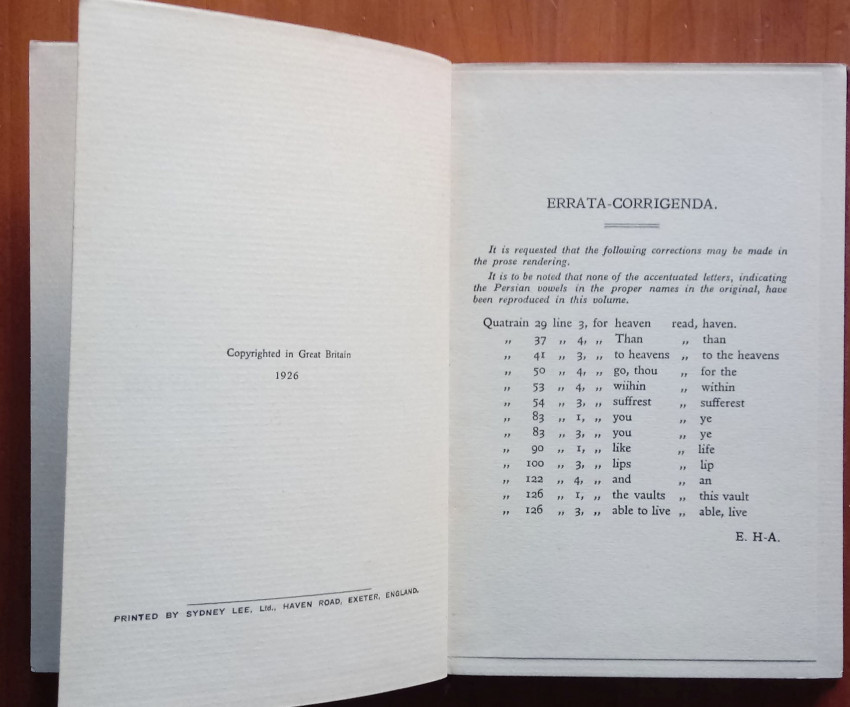 Copyrighted in Great Britain
1926
PRINTED BY SYDNEY LEE, Ltd., HAVEN ROAD, EXETER, ENGLAND.
ERRATA-CORRIGENDA.
It is requested that the following corrections may be made in
the prose rendering.
It is to be noted that none of the accentuated letters, indicating
the Persian vowels in the proper names in the original, have
been reproduced in this volume.
Quatrain 29 line 3, for heaven read, haven.
„ 37 „ 4, „ Than „ than
„ 41 „ 3, „ to heavens „ to the heavens
„ 50 „ 4, „ go, thou „ for the
„ 53 „ 4, „ wiihin „ within
„ 54 „ 3, „ suffrest „ sufferest
„ 83 „ 1, „ you „ ye
„ 83 „ 3, „ you „ ye
„ 90 „ 1, „ like „ life
„ 100 „ 3, „ lips „ lip
„ 122 „ 4, „ and „ an
„ 126 „ 1, „ the vaults „ this vault
„ 126 „ 3, „ able to live „ able, live
E. H-A.